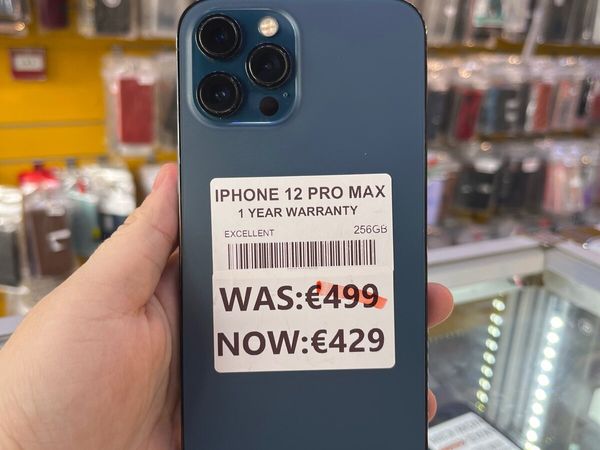 IPHONE 12 PRO MAX
1 YEAR WARRANTY
EXCELLENT 256GB
WAS:€499
NOW:€429